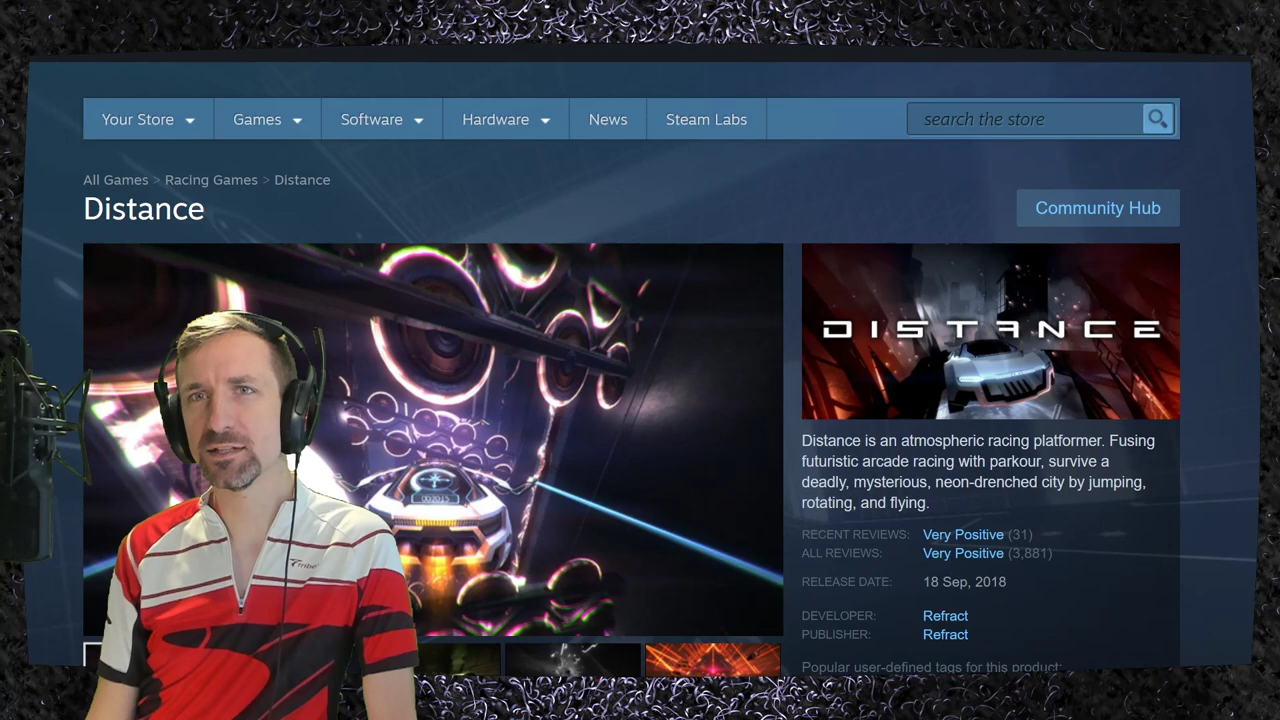 Your Store
Games
Software
Hardware
News
Steam Labs
search the store
All Games > Racing Games > Distance
Distance
Community Hub
DISTANCE
Distance is an atmospheric racing platformer. Fusing
futuristic arcade racing with parkour, survive a
deadly, mysterious, neon-drenched city by jumping,
rotating, and flying.
RECENT REVIEWS: Very Positive (31)
ALL REVIEWS: Very Positive (3,881)
RELEASE DATE: 18 Sep, 2018
DEVELOPER: Refract
PUBLISHER: Refract
Popular user-defined tags for this product: